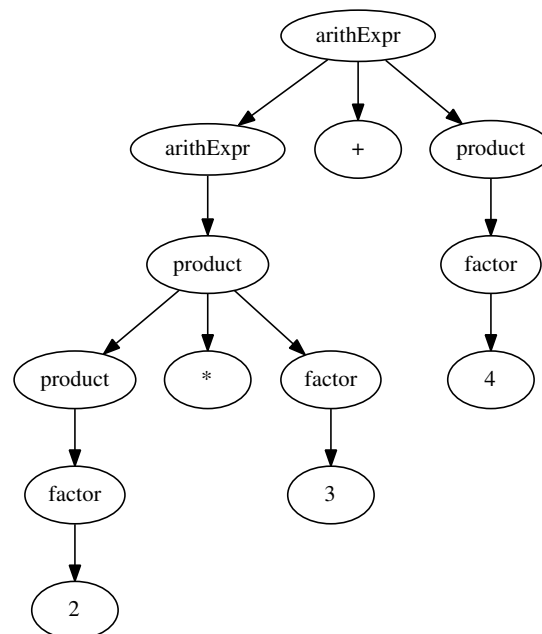 arithExpr
arithExpr + product
product factor
product * factor 4
factor 3
2